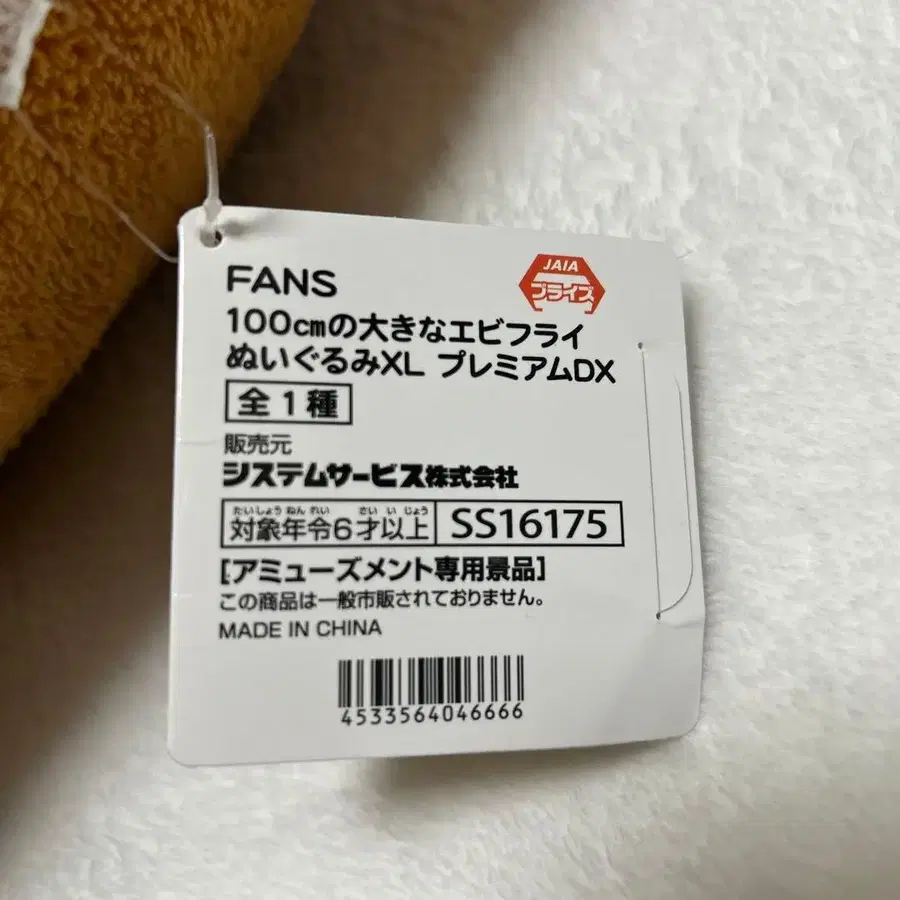 FANS
JAIA
プライズ
100cmの大きなエビフライ
ぬいぐるみXL プレミアムDX
全1種
販売元
システムサービス株式会社
たいしょうねんれい さいいじょう
対象年令6才以上 SS16175
[アミューズメント専用景品]
この商品は一般市販されておりません。
MADE IN CHINA
4533564046666